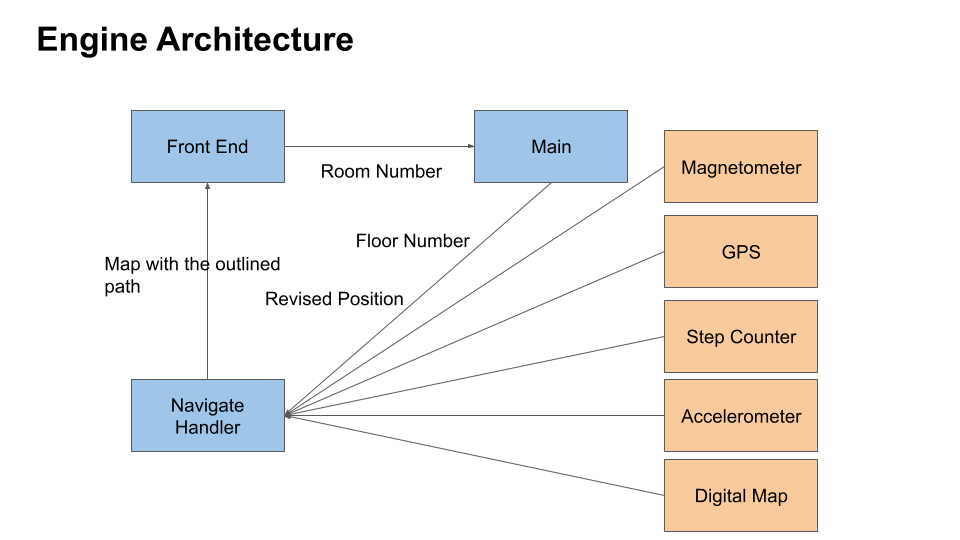 Engine Architecture
Front End
Main
Room Number
Magnetometer
Floor Number
GPS
Map with the outlined
path
Revised Position
Step Counter
Navigate
Handler
Accelerometer
Digital Map